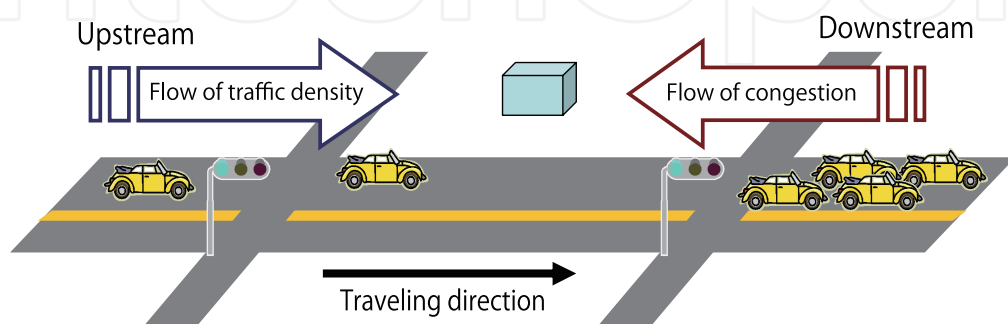 Upstream
Downstream
Flow of traffic density
Flow of congestion
Traveling direction